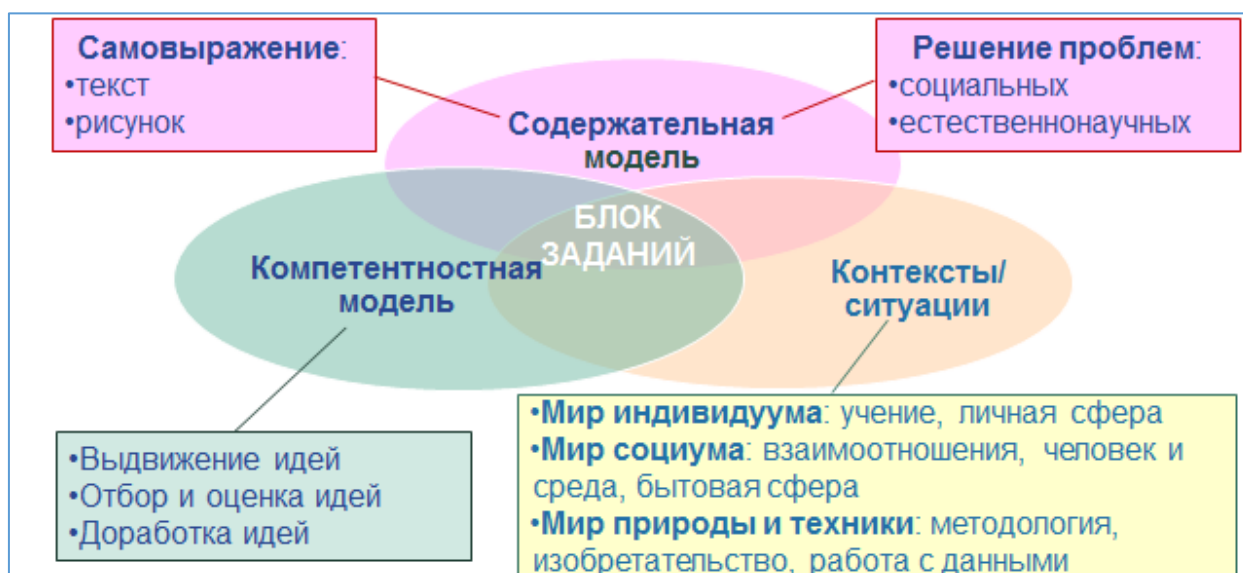 Самовыражение:
•текст
•рисунок
Решение проблем:
•социальных
•естественнонаучных
Содержательная
модель
БЛОК
ЗАДАНИЙ
Компетентностная
модель
Контексты/
ситуации
•Выдвижение идей
•Отбор и оценка идей
•Доработка идей
•Мир индивидуума: учение, личная сфера
•Мир социума: взаимоотношения, человек и
среда, бытовая сфера
•Мир природы и техники: методология,
изобретательство, работа с данными